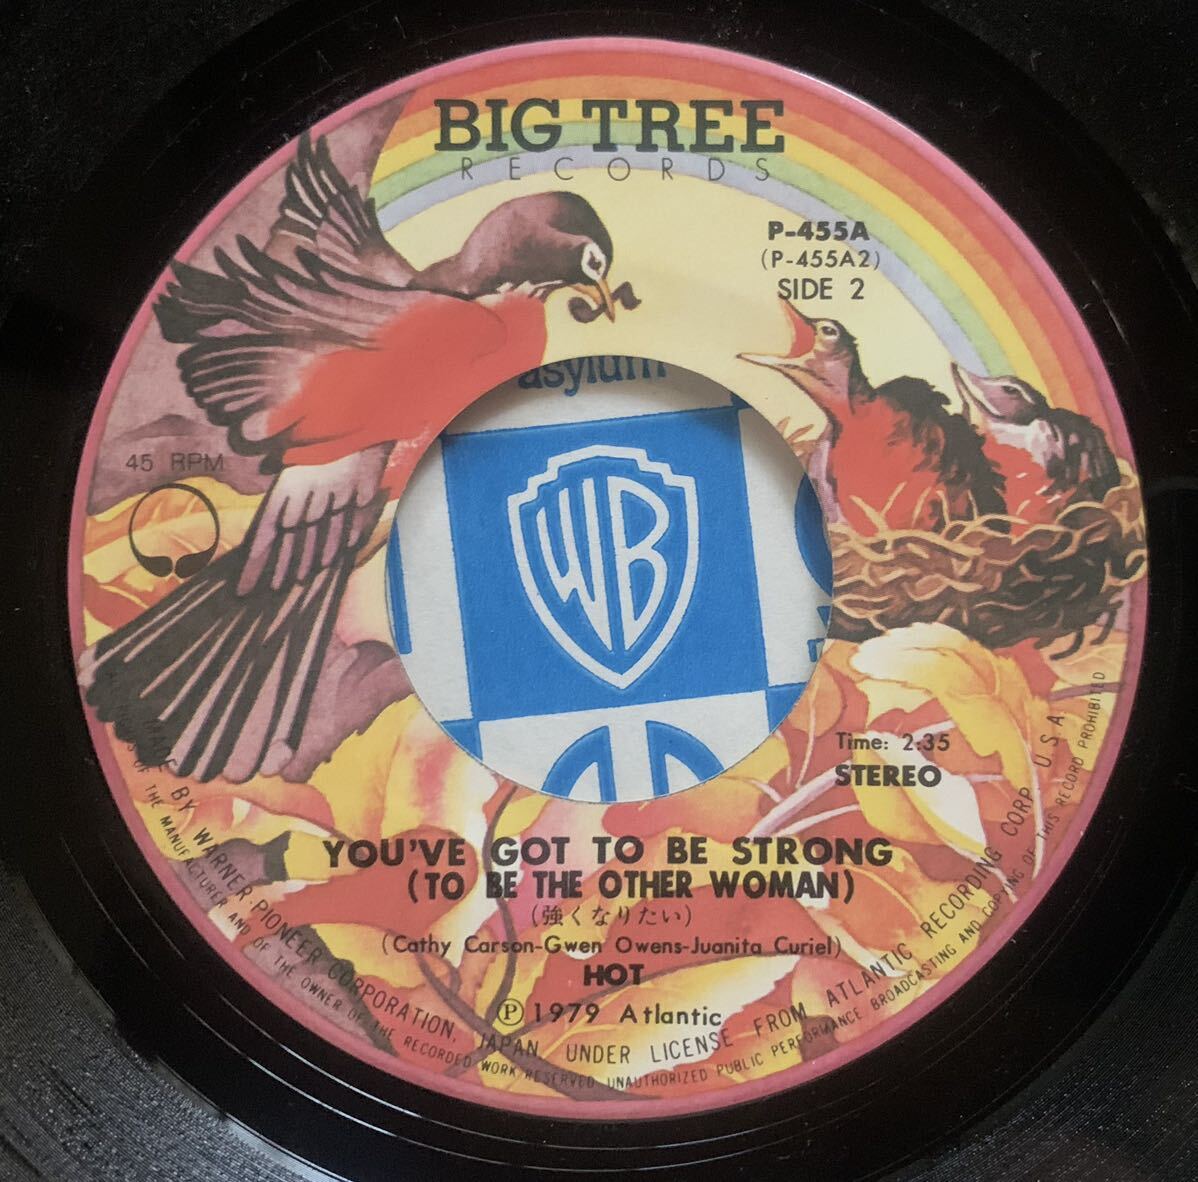 BIG TREE
RECORDS
P-455A
(P-455A2)
SIDE 2
asylum
45 RPM
WB
Time: 2:35
STEREO
YOU'VE GOT TO BE STRONG
(TO BE THE OTHER WOMAN)
(強くなりたい)
(Cathy Carson-Gwen Owens-Juanita Curiel)
HOT
Ⓟ 1979 Atlantic
MADE BY WARNER PIONEER CORPORATION, JAPAN, UNDER LICENSE FROM ATLANTIC RECORDING CORP. U.S.A.
OF THE MANUFACTURER AND OF THE OWNER OF THE RECORDED WORK RESERVED UNAUTHORIZED PUBLIC PERFORMANCE BROADCASTING AND COPYING OF THIS RECORD PROHIBITED